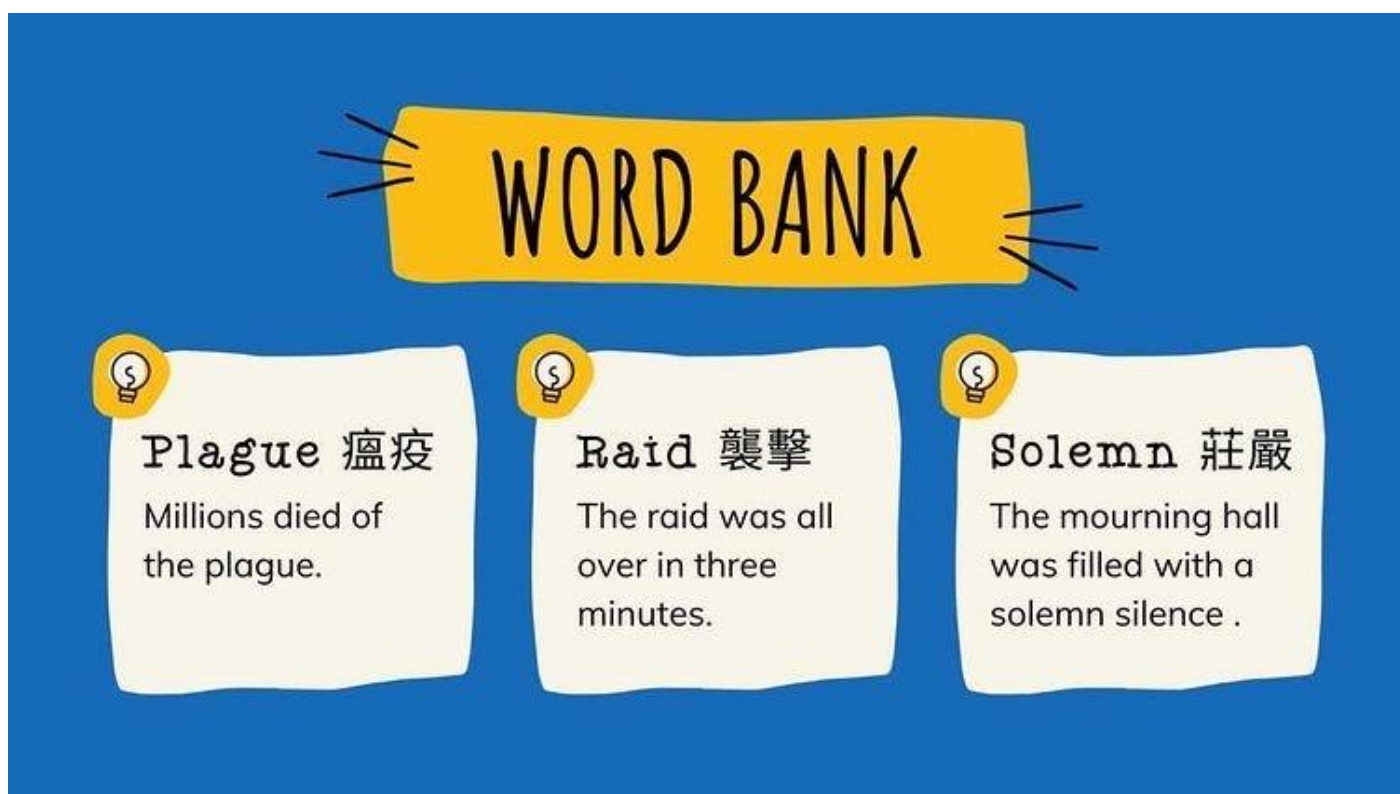 WORD BANK
Plague 瘟疫
Millions died of
the plague.
Raid 襲擊
The raid was all
over in three
minutes.
Solemn 莊嚴
The mourning hall
was filled with a
solemn silence .